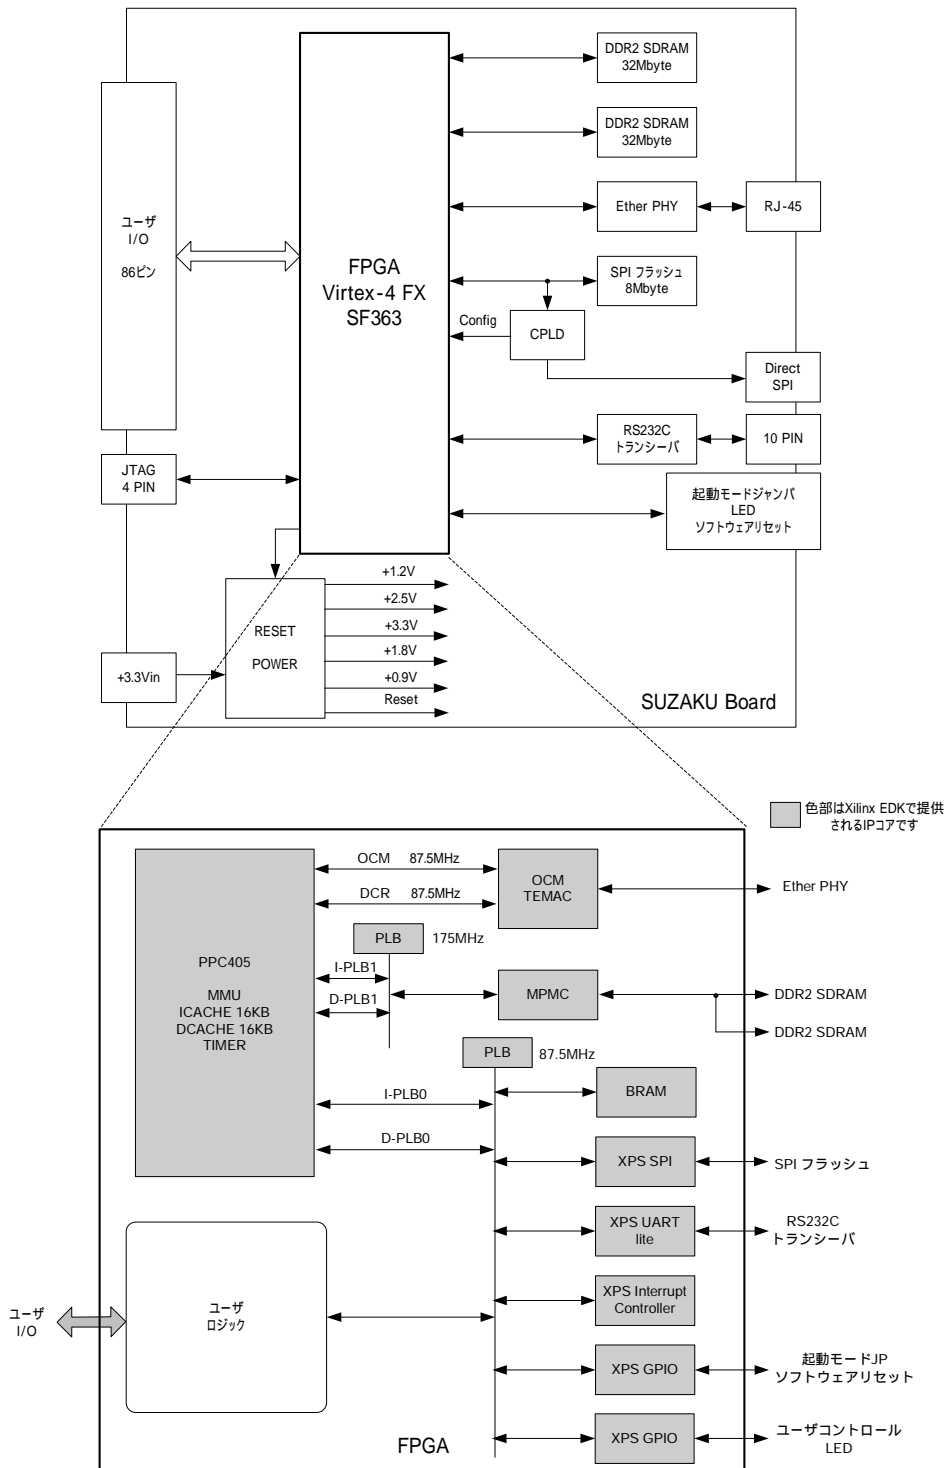 DDR2 SDRAM
32Mbyte
DDR2 SDRAM
32Mbyte
ユーザ
I/O
86ピン
Ether PHY
RJ-45
FPGA
Virtex-4 FX
SF363
SPI フラッシュ
8Mbyte
Config
CPLD
Direct
SPI
RS232C
トランシーバ
10 PIN
JTAG
4 PIN
起動モードジャンパ
LED
ソフトウェアリセット
+1.2V
+2.5V
+3.3V
+1.8V
+0.9V
Reset
RESET
POWER
+3.3Vin
SUZAKU Board
色部はXilinx EDKで提供
されるIPコアです
OCM 87.5MHz
DCR 87.5MHz
OCM
TEMAC
Ether PHY
PLB
175MHz
PPC405
MMU
ICACHE 16KB
DCACHE 16KB
TIMER
I-PLB1
D-PLB1
MPMC
DDR2 SDRAM
DDR2 SDRAM
PLB
87.5MHz
I-PLB0
BRAM
D-PLB0
XPS SPI
SPI フラッシュ
XPS UART
lite
RS232C
トランシーバ
ユーザ
I/O
ユーザ
ロジック
XPS Interrupt
Controller
XPS GPIO
起動モードJP
ソフトウェアリセット
XPS GPIO
ユーザコントロール
LED
FPGA